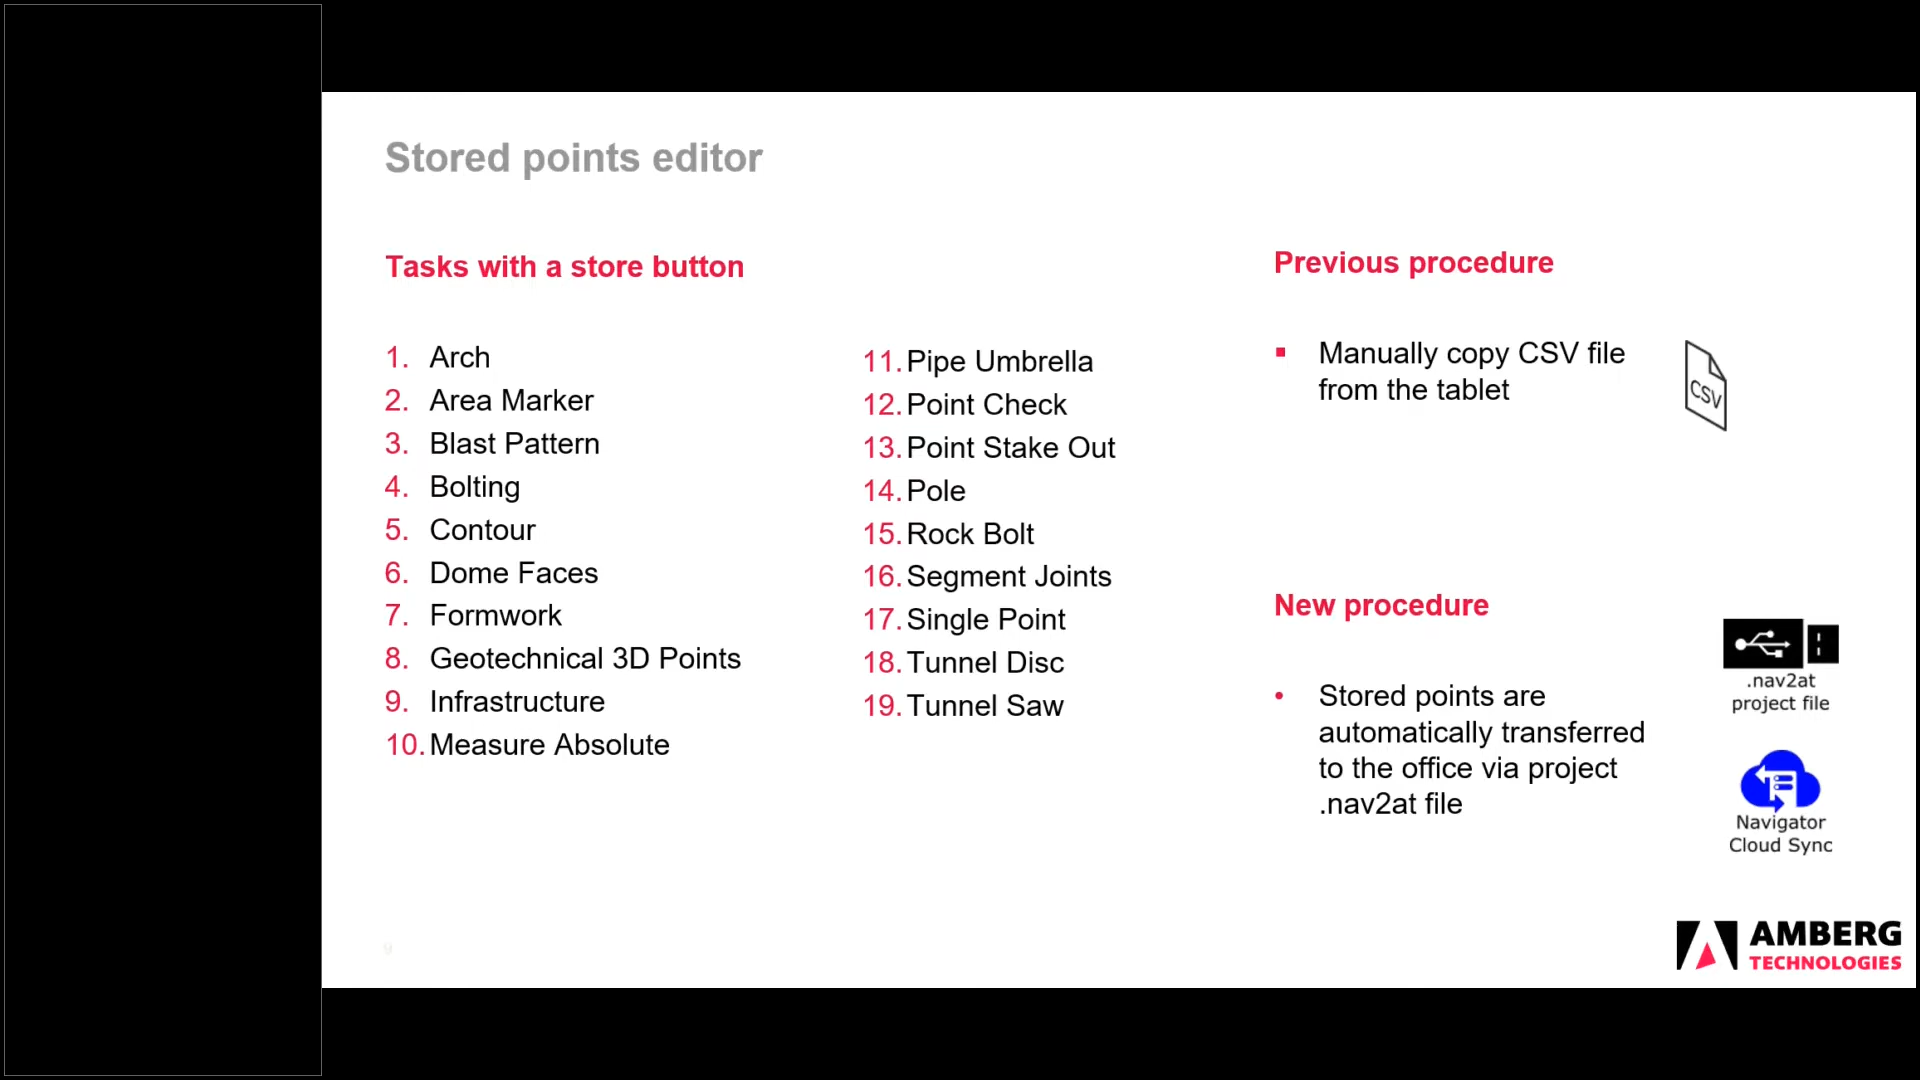 Stored points editor
Tasks with a store button
1. Arch
2. Area Marker
3. Blast Pattern
4. Bolting
5. Contour
6. Dome Faces
7. Formwork
8. Geotechnical 3D Points
9. Infrastructure
10. Measure Absolute
11. Pipe Umbrella
12. Point Check
13. Point Stake Out
14. Pole
15. Rock Bolt
16. Segment Joints
17. Single Point
18. Tunnel Disc
19. Tunnel Saw
Previous procedure
▪ Manually copy CSV file
from the tablet
CSV
New procedure
• Stored points are
automatically transferred
to the office via project
.nav2at file
.nav2at
project file
Navigator
Cloud Sync
9
AMBERG
TECHNOLOGIES